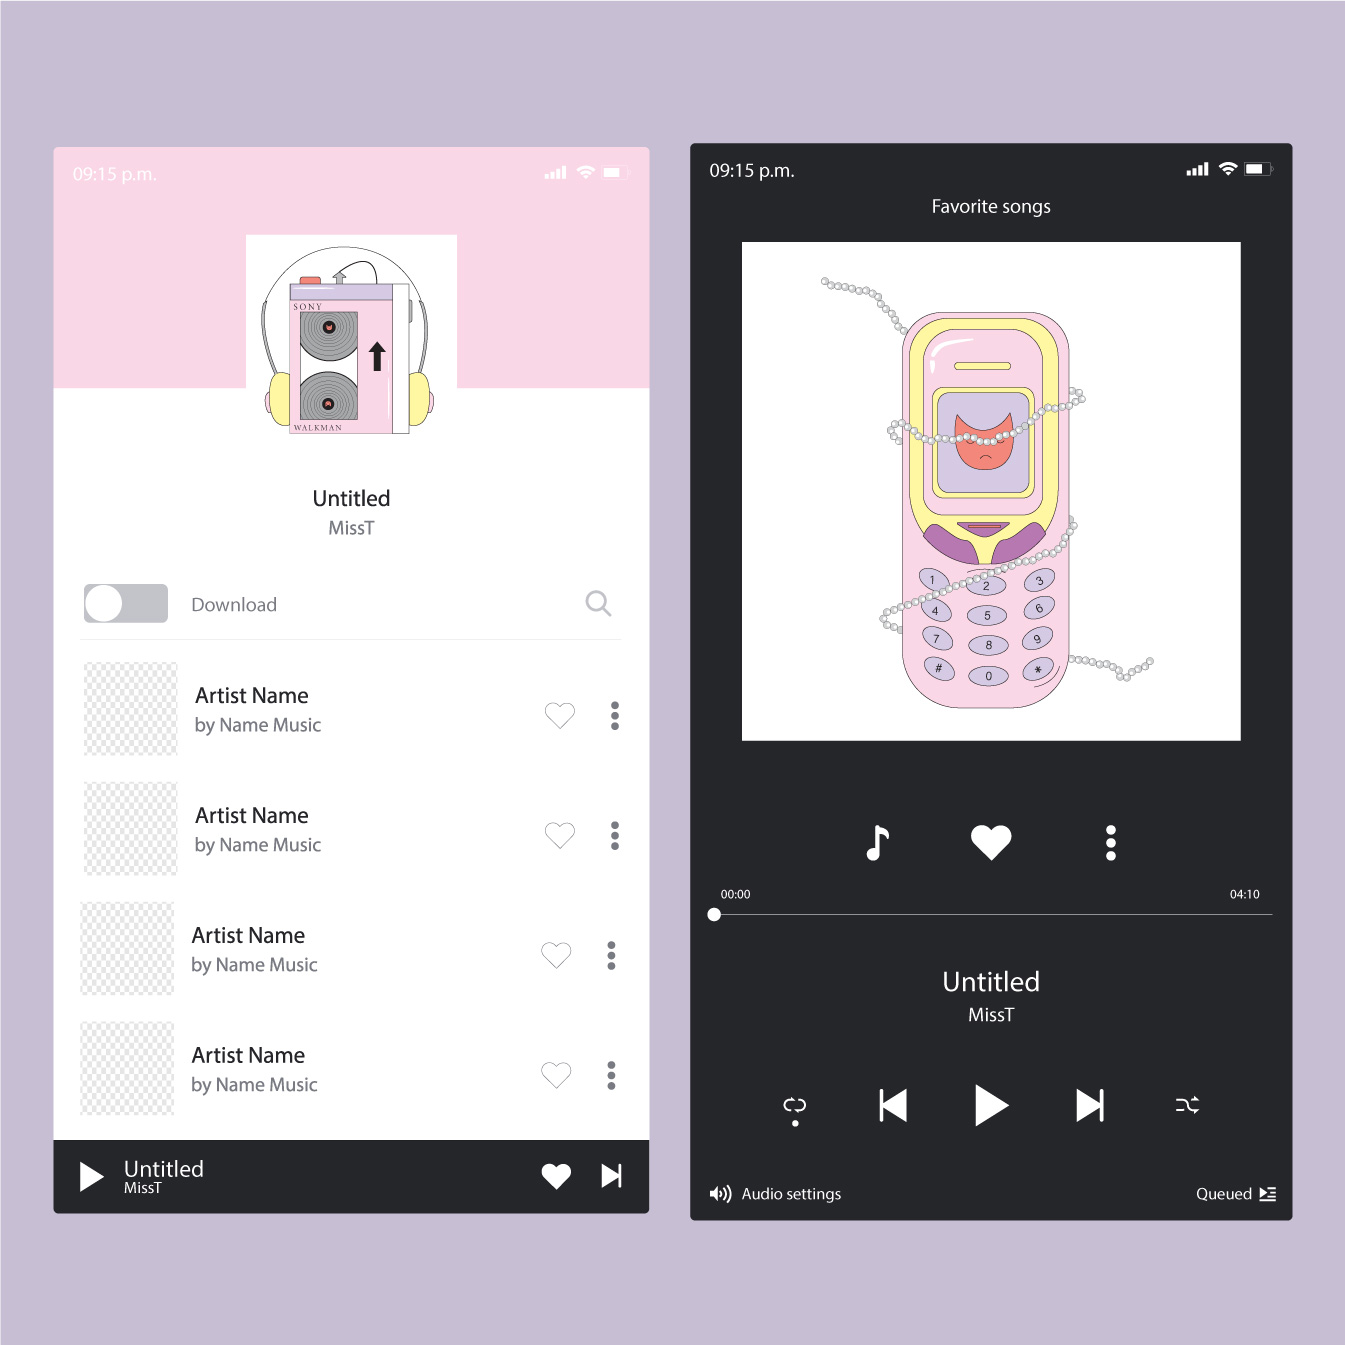 09:15 p.m.
SONY
WALKMAN
Untitled
MissT
Download
Artist Name
by Name Music
Artist Name
by Name Music
Artist Name
by Name Music
Artist Name
by Name Music
Untitled
MissT
09:15 p.m.
Favorite songs
1 2 3
4 5 6
7 8 9
# 0 *
00:00 04:10
Untitled
MissT
Audio settings Queued